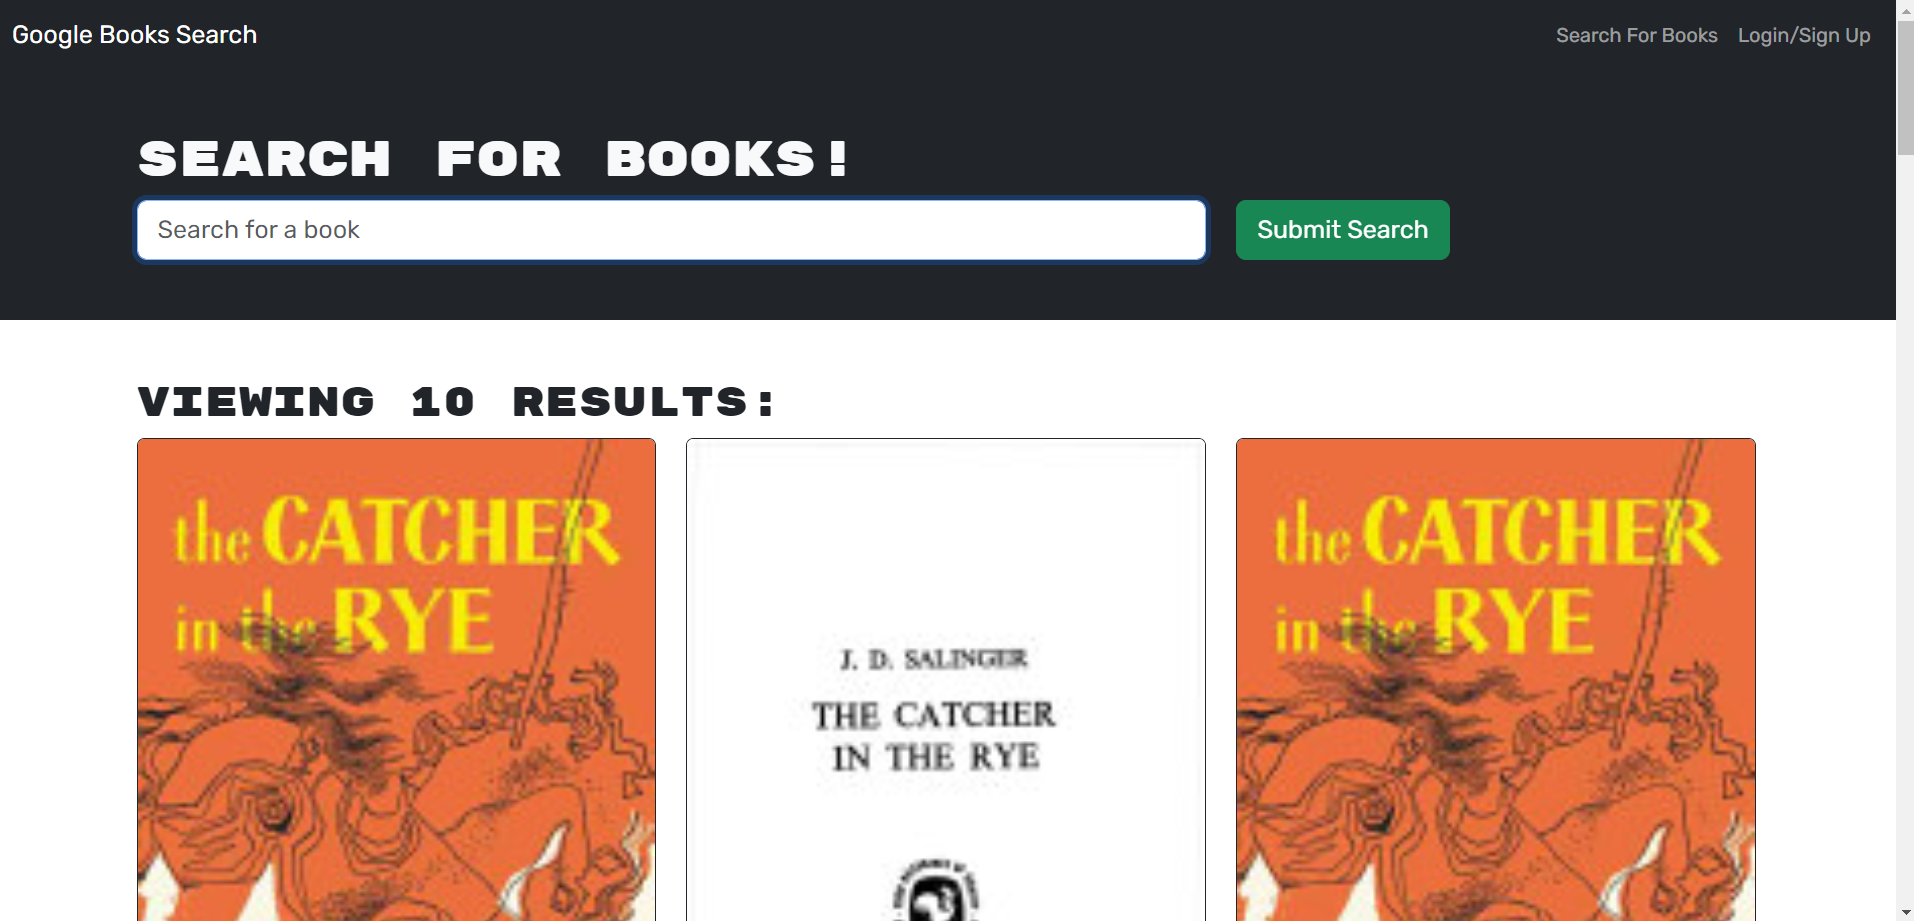 Google Books Search
Search For Books
Login/Sign Up
SEARCH FOR BOOKS!
Search for a book
Submit Search
VIEWING 10 RESULTS:
the CATCHER
in the RYE
J. D. SALINGER
THE CATCHER
IN THE RYE
the CATCHER
in the RYE